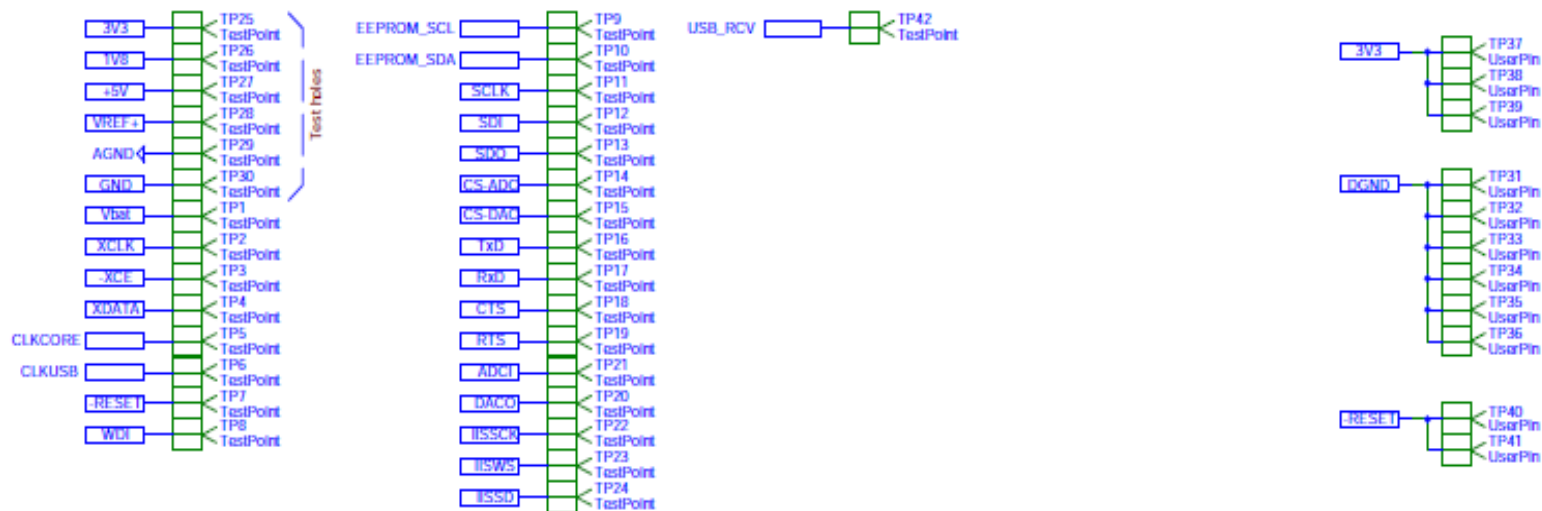 3V3 TP25
TestPoint
1V8 TP26
TestPoint
+5V TP27
TestPoint
VREF+ TP28
TestPoint
AGND TP29
TestPoint
GND TP30
TestPoint
Test holes
Vbat TP1
TestPoint
XCLK TP2
TestPoint
-XCE TP3
TestPoint
XDATA TP4
TestPoint
CLKCORE TP5
TestPoint
CLKUSB TP6
TestPoint
-RESET TP7
TestPoint
WDI TP8
TestPoint
EEPROM_SCL TP9
TestPoint
EEPROM_SDA TP10
TestPoint
SCLK TP11
TestPoint
SDI TP12
TestPoint
SDO TP13
TestPoint
CS-ADC TP14
TestPoint
CS-DAC TP15
TestPoint
TxD TP16
TestPoint
RxD TP17
TestPoint
CTS TP18
TestPoint
RTS TP19
TestPoint
ADCI TP21
TestPoint
DACO TP20
TestPoint
IISSCK TP22
TestPoint
IISWS TP23
TestPoint
IISSD TP24
TestPoint
USB_RCV TP42
TestPoint
3V3 TP37
UserPin
TP38
UserPin
TP39
UserPin
DGND TP31
UserPin
TP32
UserPin
TP33
UserPin
TP34
UserPin
TP35
UserPin
TP36
UserPin
-RESET TP40
UserPin
TP41
UserPin